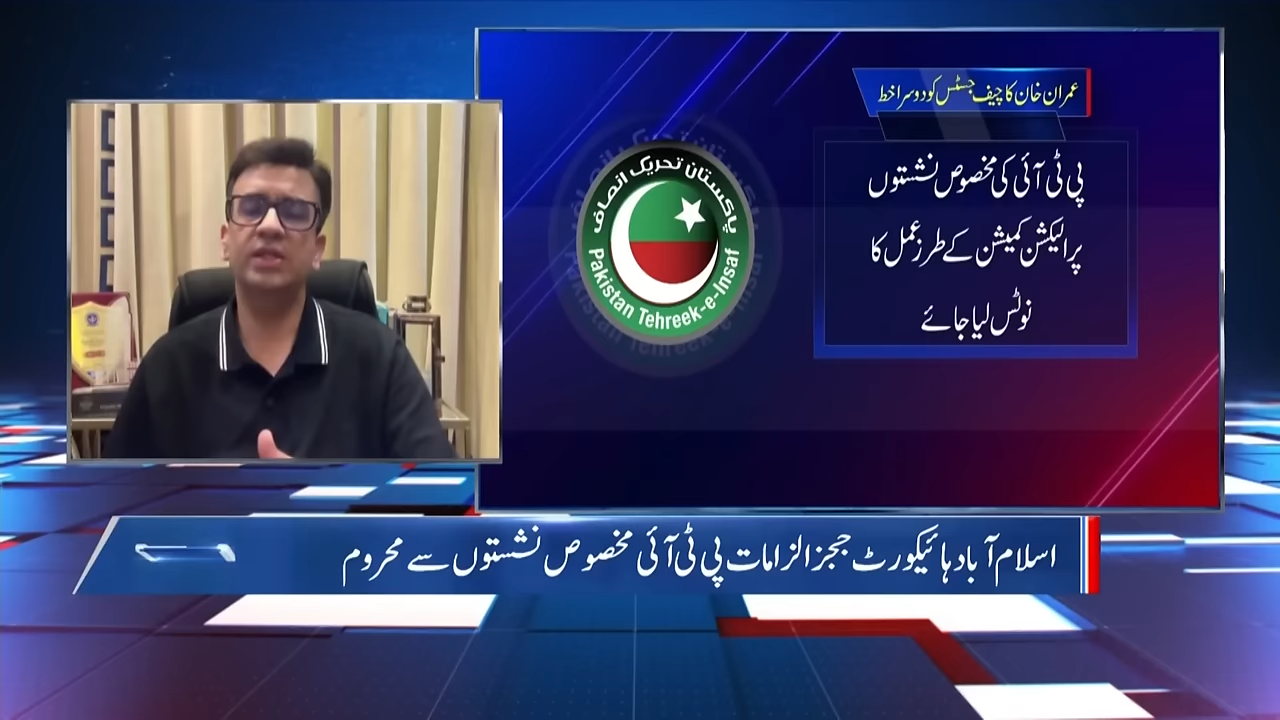 عمران خان کا چیف جسٹس کو دوسرا خط
پی ٹی آئی کی مخصوص نشستوں
پر الیکشن کمیشن کے طرز عمل کا
نوٹس لیا جائے
پاکستان تحریک انصاف
Pakistan Tehreek-e-Insaf
اسلام آباد ہائیکورٹ ججز الزامات پی ٹی آئی مخصوص نشستوں سے محروم